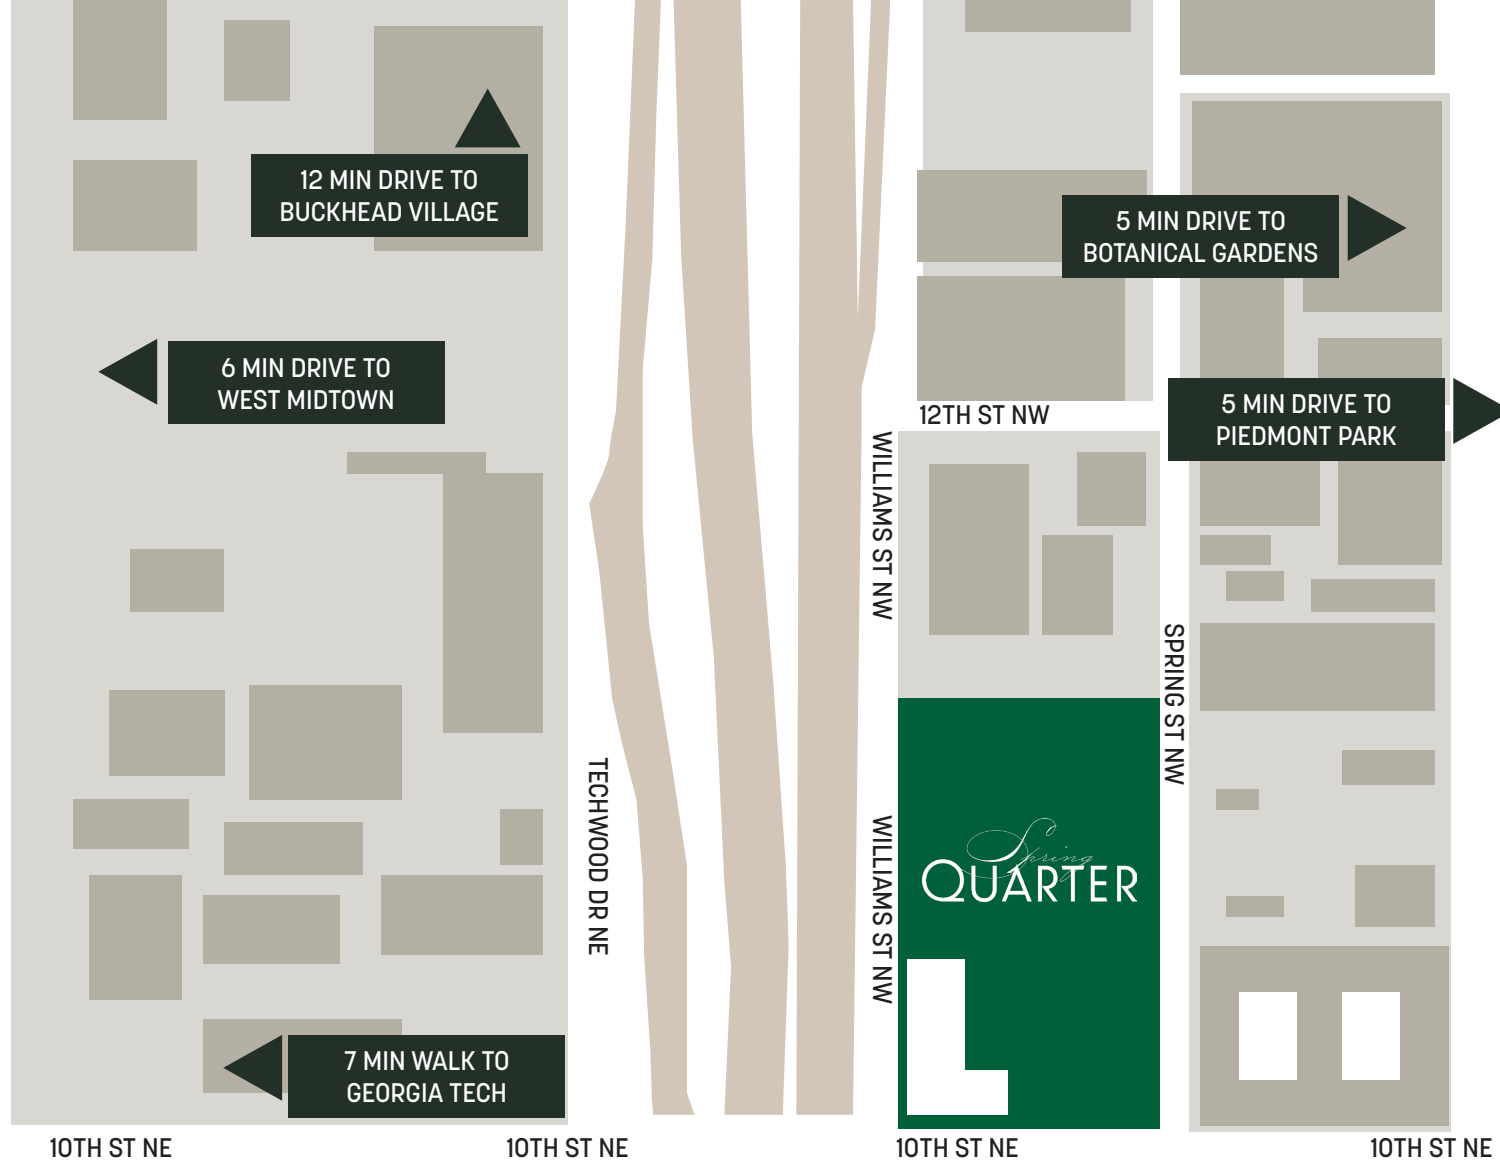 12 MIN DRIVE TO
BUCKHEAD VILLAGE
5 MIN DRIVE TO
BOTANICAL GARDENS
6 MIN DRIVE TO
WEST MIDTOWN
5 MIN DRIVE TO
PIEDMONT PARK
12TH ST NW
WILLIAMS ST NW
SPRING ST NW
TECHWOOD DR NE
WILLIAMS ST NW
Spring
QUARTER
7 MIN WALK TO
GEORGIA TECH
10TH ST NE
10TH ST NE
10TH ST NE
10TH ST NE